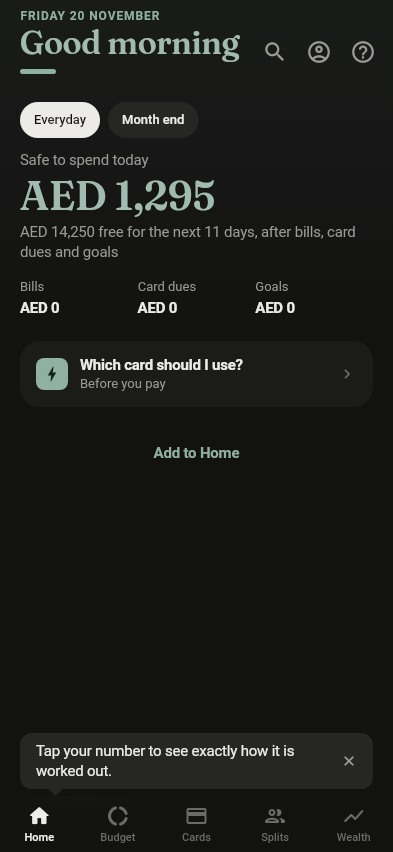 FRIDAY 20 NOVEMBER
Good morning
Everyday
Month end
Safe to spend today
AED 1,295
AED 14,250 free for the next 11 days, after bills, card
dues and goals
Bills
Card dues
Goals
AED 0
AED 0
AED 0
Which card should I use?
Before you pay
Add to Home
Tap your number to see exactly how it is
worked out.
Home
Budget
Cards
Splits
Wealth